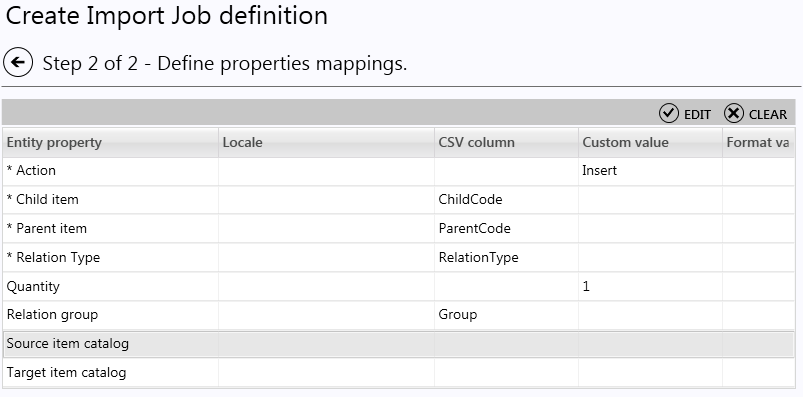 Create Import Job definition
Step 2 of 2 - Define properties mappings.
EDIT CLEAR
Entity property Locale CSV column Custom value Format va
* Action Insert
* Child item ChildCode
* Parent item ParentCode
* Relation Type RelationType
Quantity 1
Relation group Group
Source item catalog
Target item catalog